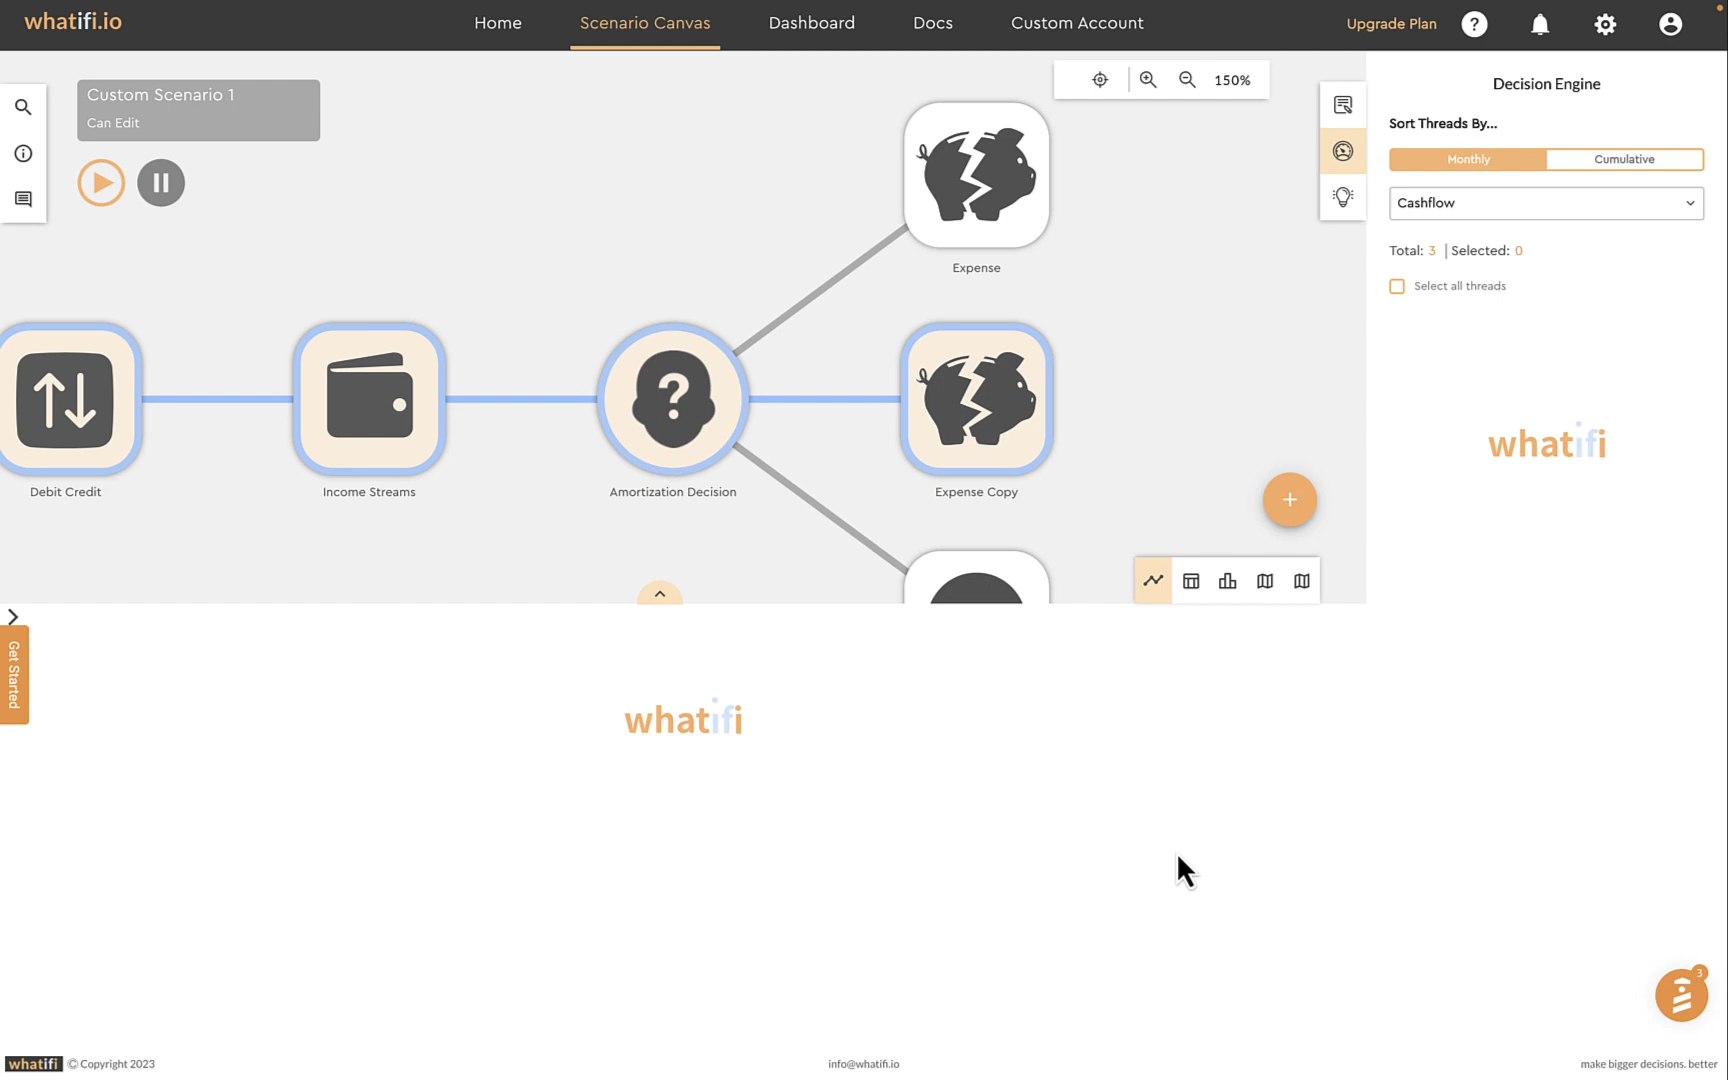 whatifi.io
Home
Scenario Canvas
Dashboard
Docs
Custom Account
Upgrade Plan
?
Custom Scenario 1
Can Edit
150%
Decision Engine
Sort Threads By...
Monthly
Cumulative
Cashflow
Total: 3 | Selected: 0
Select all threads
Expense
?
Debit Credit
Income Streams
Amortization Decision
Expense Copy
+
whatifi
Get Started
whatifi
3
whatifi © Copyright 2023
info@whatifi.io
make bigger decisions. better